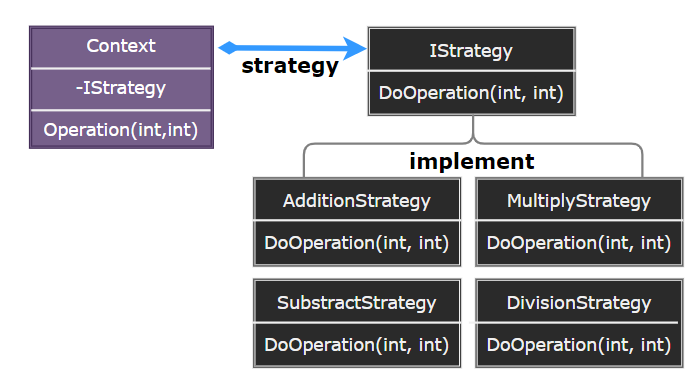 Context
-IStrategy
Operation(int,int)
strategy
IStrategy
DoOperation(int, int)
implement
AdditionStrategy
DoOperation(int, int)
MultiplyStrategy
DoOperation(int, int)
SubstractStrategy
DoOperation(int, int)
DivisionStrategy
DoOperation(int, int)